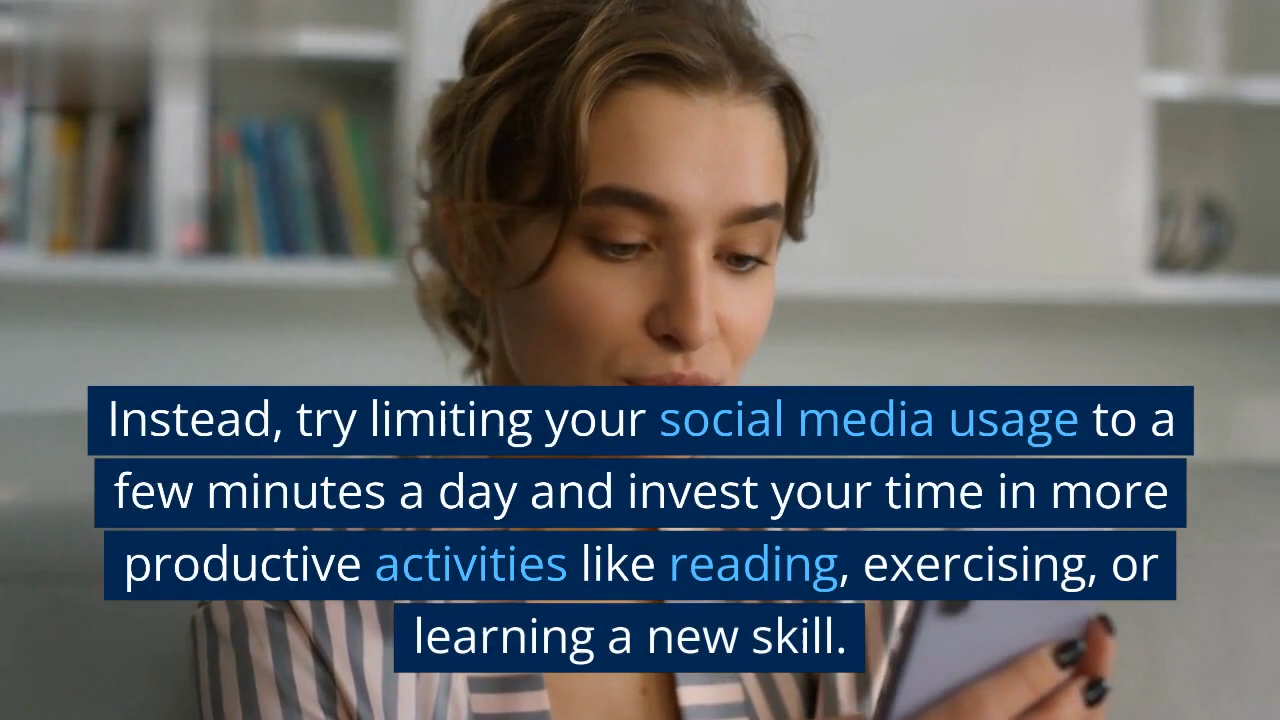 Instead, try limiting your social media usage to a
few minutes a day and invest your time in more
productive activities like reading, exercising, or
learning a new skill.